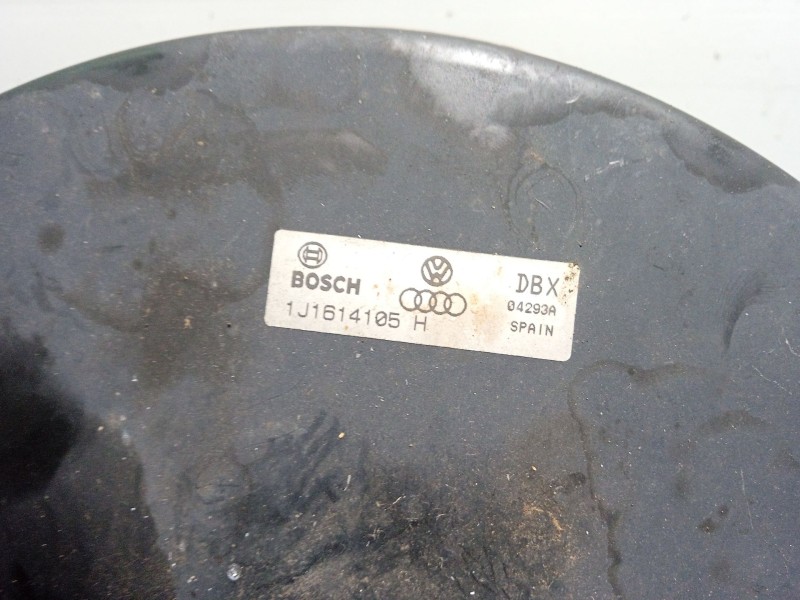 BOSCH
1J1614105 H
DBX
04293A
SPAIN